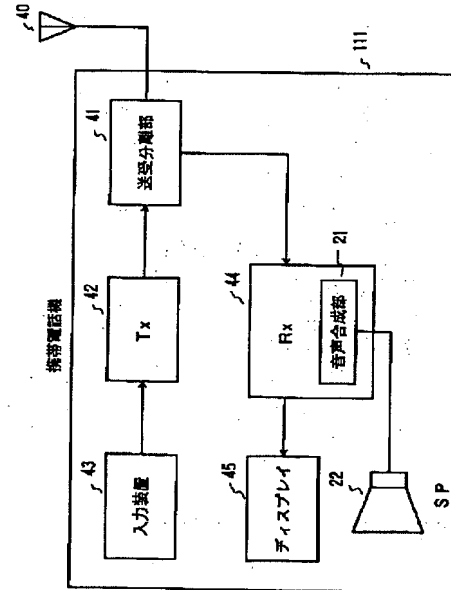 携帯電話機
40
111
43
入力装置
42
Tx
41
送受分離部
45
ディスプレイ
44
Rx
21
音声合成部
22
SP